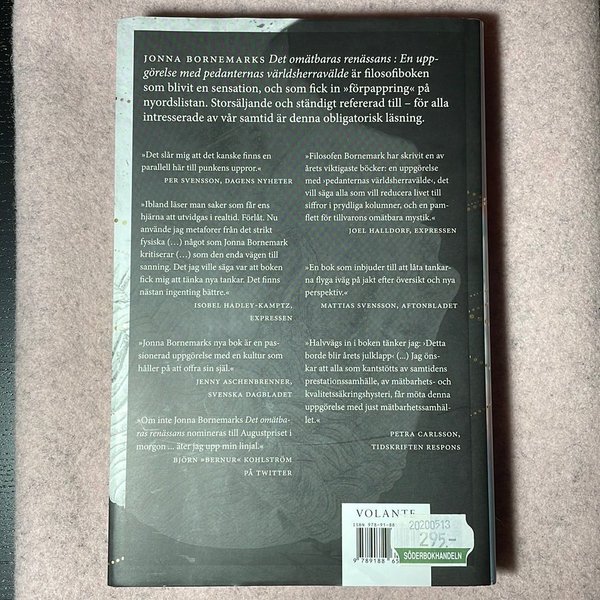 JONNA BORNEMARKS Det omätbaras renässans : En upp-
görelse med pedanternas världsherravälde är filosofiboken
som blivit en sensation, och som fick in »förpappring« på
nyordslistan. Storsäljande och ständigt refererad till – för alla
intresserade av vår samtid är denna obligatorisk läsning.
»Det slår mig att det kanske finns en
parallell här till punkens uppror.«
PER SVENSSON, DAGENS NYHETER
»Ibland läser man saker som får ens
hjärna att utvidgas i realtid. Förlåt. Nu
använde jag metaforer från det strikt
fysiska (…) något som Jonna Bornemark
kritiserar (…) som den enda vägen till
sanning. Det jag ville säga var att boken
fick mig att tänka nya tankar. Det finns
nästan ingenting bättre.«
ISOBEL HADLEY-KAMPTZ,
EXPRESSEN
»Jonna Bornemarks nya bok är en pas-
sionerad uppgörelse med en kultur som
håller på att offra sin själ.«
JENNY ASCHENBRENNER,
SVENSKA DAGBLADET
»Om inte Jonna Bornemarks Det omätba-
ras renässans nomineras till Augustpriset i
morgon ... äter jag upp min linjal.«
BJÖRN »BERNUR« KOHLSTRÖM
PÅ TWITTER
»Filosofen Bornemark har skrivit en av
årets viktigaste böcker: en uppgörelse
med ›pedanternas världsherravälde‹, det
vill säga alla som vill reducera livet till
siffror i prydliga kolumner, och en pam-
flett för tillvarons omätbara mystik.«
JOEL HALLDORF, EXPRESSEN
»En bok som inbjuder till att låta tankar-
na flyga iväg på jakt efter översikt och nya
perspektiv.«
MATTIAS SVENSSON, AFTONBLADET
»Halvvägs in i boken tänker jag: ›Detta
borde blir årets julklapp‹ (...) Jag öns-
kar att alla som kantstötts av samtidens
prestationssamhälle, av mätbarhets- och
kvalitetssäkringshysteri, får möta denna
uppgörelse med just mätbarhetssamhäl-
let.«
PETRA CARLSSON,
TIDSKRIFTEN RESPONS
VOLANTE
ISBN 978-91-88
20200513
295,-
SÖDERBOKHANDELN
9 789188 65